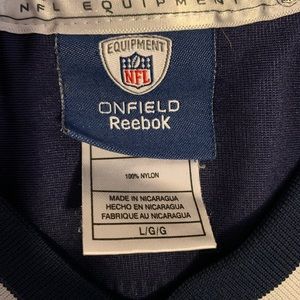 NFL EQUIPMENT
EQUIPMENT
NFL
ONFIELD
Reebok
100% NYLON
MADE IN NICARAGUA
HECHO EN NICARAGUA
FABRIQUE AU NICARAGUA
L/G/G